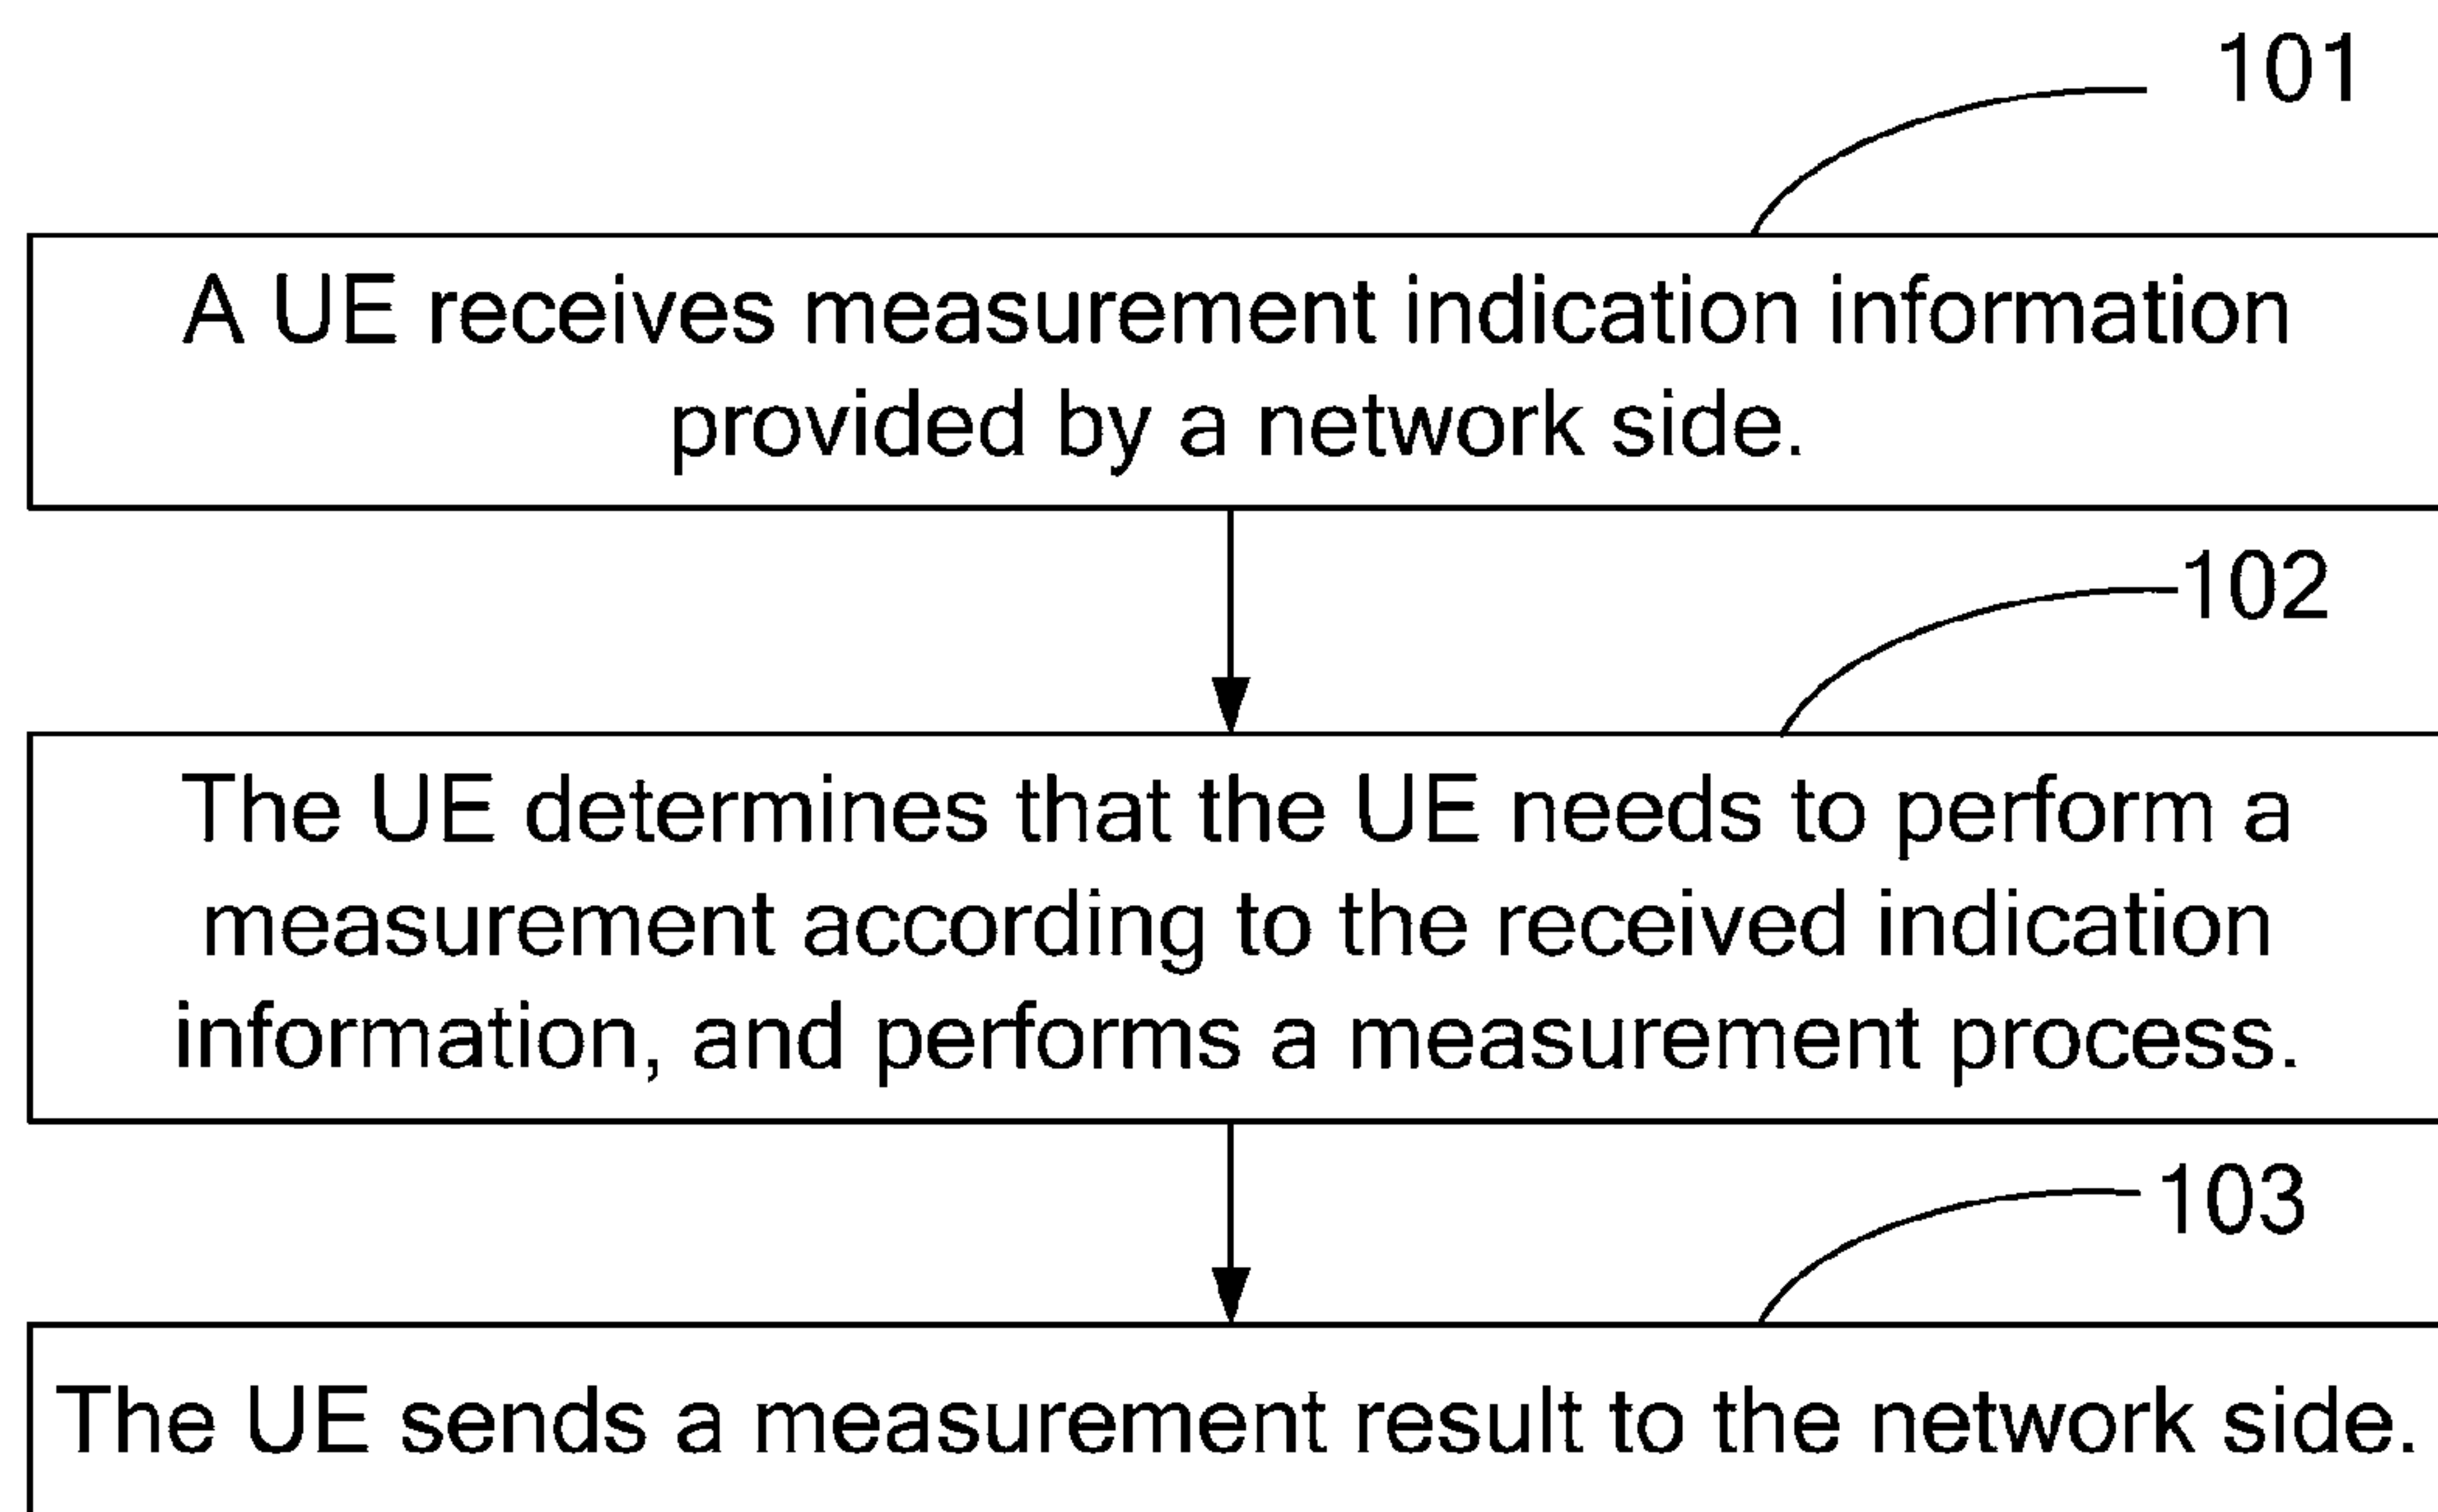 101
A UE receives measurement indication information
provided by a network side.
102
The UE determines that the UE needs to perform a
measurement according to the received indication
information, and performs a measurement process.
103
The UE sends a measurement result to the network side.